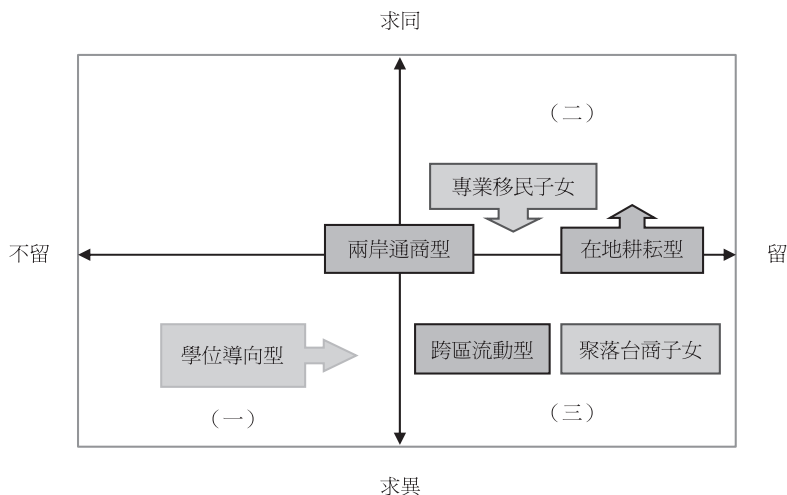 求同
（二）
專業移民子女
不留
兩岸通商型
在地耕耘型
留
學位導向型
跨區流動型
聚落台商子女
（一）
（三）
求異